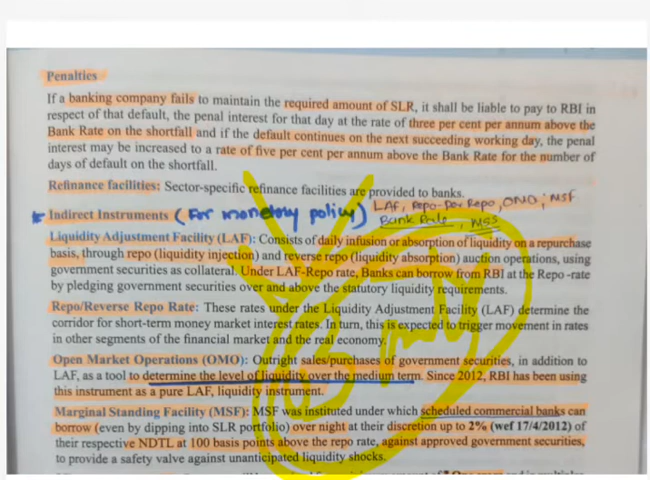 Penalties
If a banking company fails to maintain the required amount of SLR, it shall be liable to pay to RBI in
respect of that default, the penal interest for that day at the rate of three per cent per annum above the
Bank Rate on the shortfall and if the default continues on the next succeeding working day, the penal
interest may be increased to a rate of five per cent per annum above the Bank Rate for the number of
days of default on the shortfall.
Refinance facilities: Sector-specific refinance facilities are provided to banks.
LAF, Repo- Repo, OMO, MSF
Indirect Instruments (For monetary policy) Bank Rate, MSS
Liquidity Adjustment Facility (LAF): Consists of daily infusion or absorption of liquidity on a repurchase
basis, through repo (liquidity injection) and reverse repo (liquidity absorption) auction operations, using
government securities as collateral. Under LAF-Repo rate, Banks can borrow from RBI at the Repo -rate
by pledging government securities over and above the statutory liquidity requirements.
Repo/Reverse Repo Rate: These rates under the Liquidity Adjustment Facility (LAF) determine the
corridor for short-term money market interest rates. In turn, this is expected to trigger movement in rates
in other segments of the financial market and the real economy.
Open Market Operations (OMO): Outright sales/purchases of government securities, in addition to
LAF, as a tool to determine the level of liquidity over the medium term. Since 2012, RBI has been using
this instrument as a pure LAF, liquidity instrument.
Marginal Standing Facility (MSF): MSF was instituted under which scheduled commercial banks can
borrow (even by dipping into SLR portfolio) over night at their discretion up to 2% (wef 17/4/2012) of
their respective NDTL at 100 basis points above the repo rate, against approved government securities,
to provide a safety valve against unanticipated liquidity shocks.